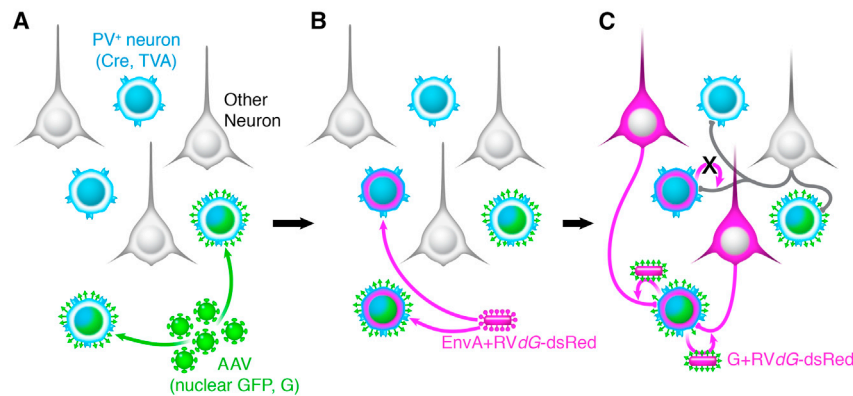 A
B
C
PV⁺ neuron
(Cre, TVA)
Other
Neuron
X
EnvA+RVdG-dsRed
AAV
(nuclear GFP, G)
G+RVdG-dsRed